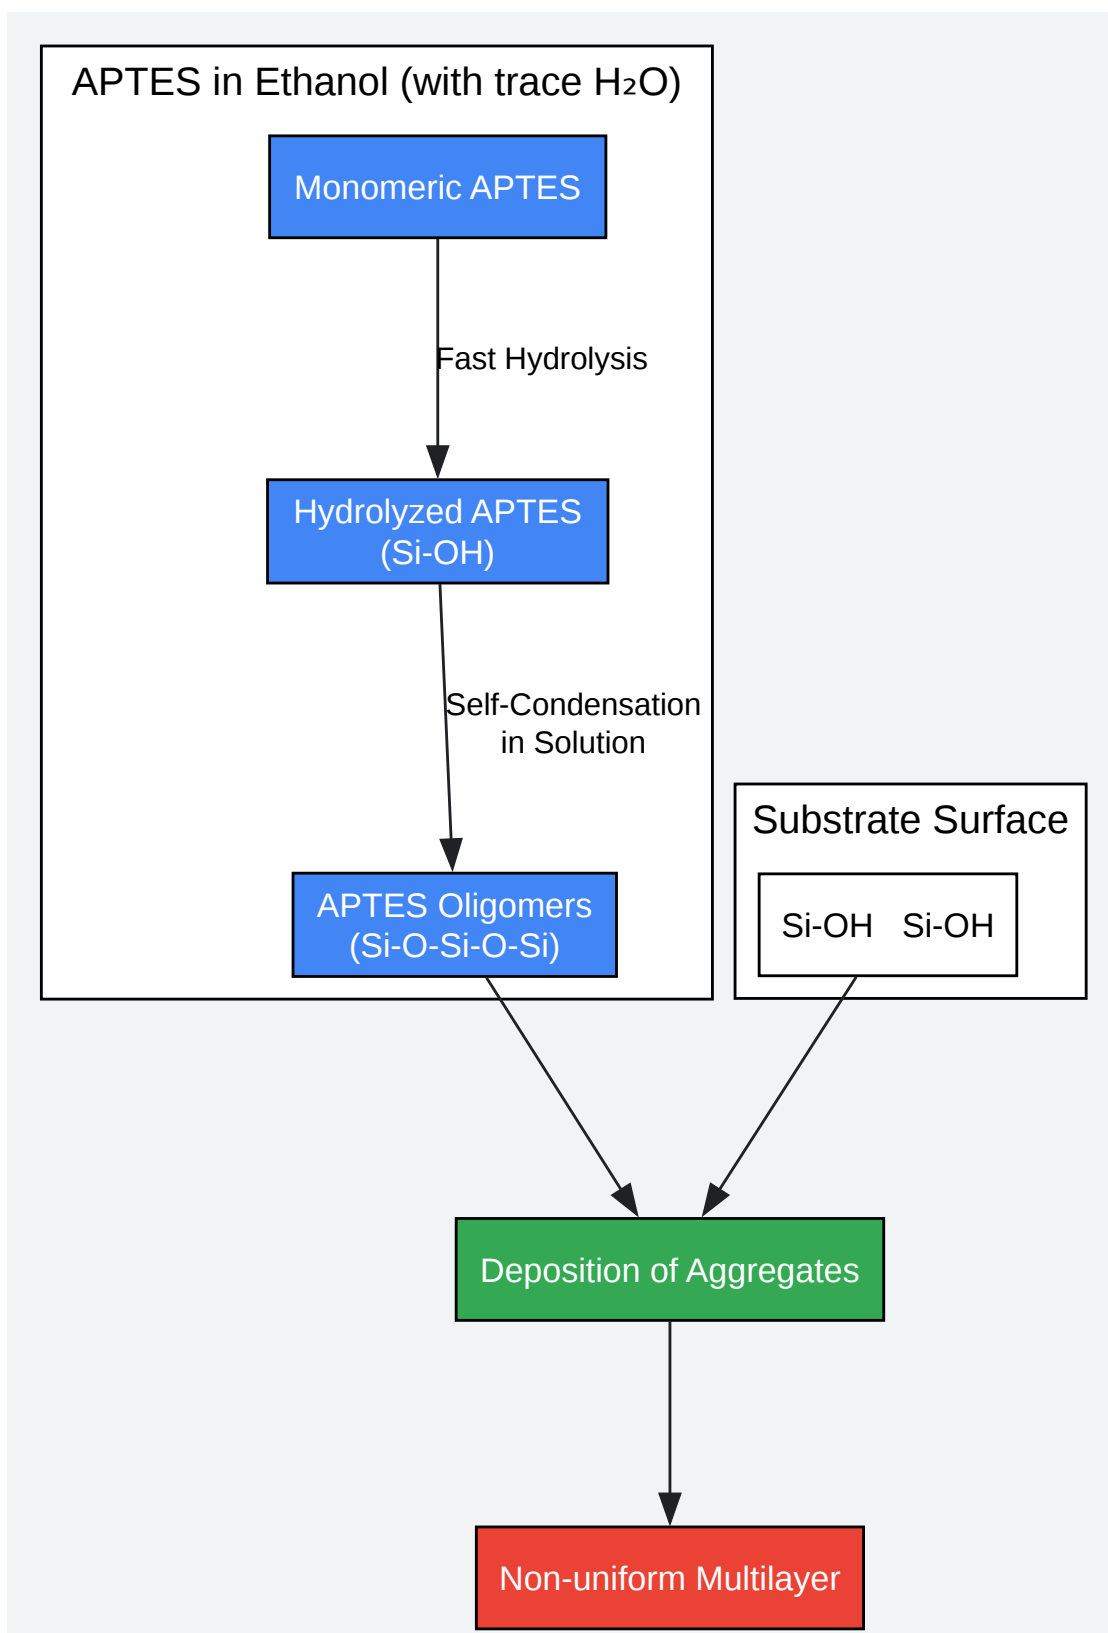 APTES in Ethanol (with trace H₂O)
Monomeric APTES
Fast Hydrolysis
Hydrolyzed APTES
(Si-OH)
Self-Condensation
in Solution
APTES Oligomers
(Si-O-Si-O-Si)
Substrate Surface
Si-OH Si-OH
Deposition of Aggregates
Non-uniform Multilayer